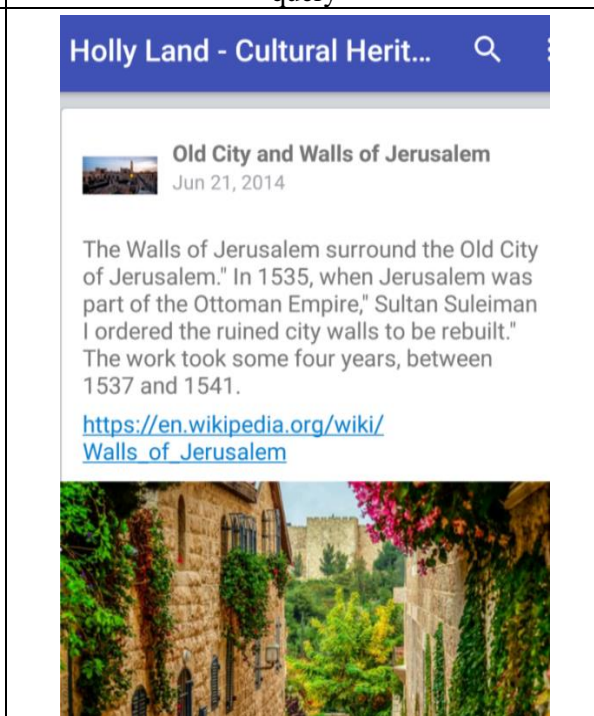 query
Holly Land - Cultural Herit...
Old City and Walls of Jerusalem
Jun 21, 2014
The Walls of Jerusalem surround the Old City
of Jerusalem." In 1535, when Jerusalem was
part of the Ottoman Empire," Sultan Suleiman
I ordered the ruined city walls to be rebuilt."
The work took some four years, between
1537 and 1541.
https://en.wikipedia.org/wiki/
Walls_of_Jerusalem